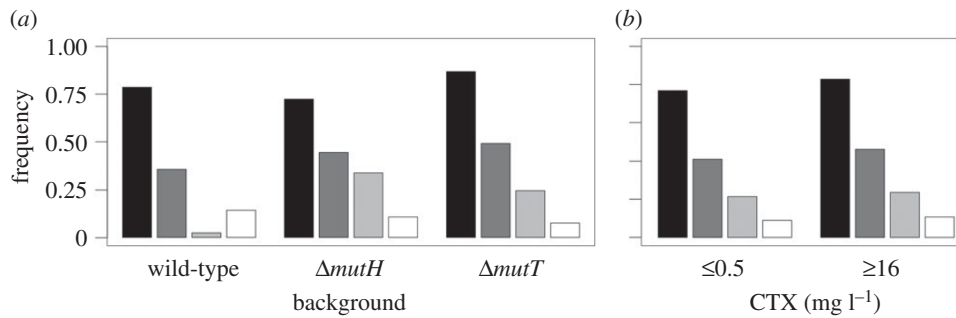 (a)
(b)
1.00
0.75
0.50
0.25
0
frequency
wild-type ΔmutH ΔmutT
background
≤0.5 ≥16
CTX (mg l⁻¹)